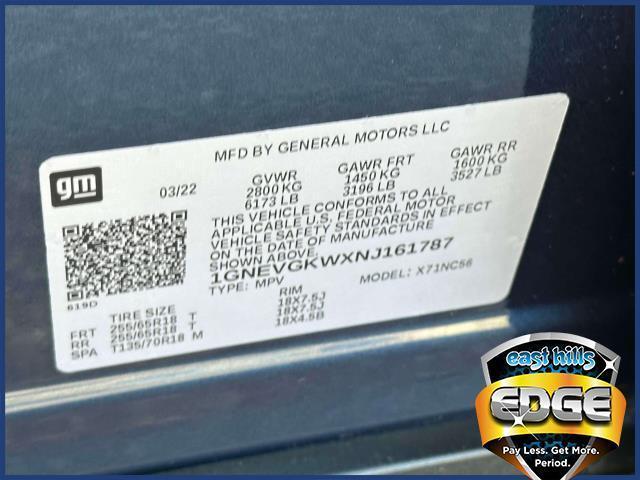 MFD BY GENERAL MOTORS LLC
gm
03/22
GVWR GAWR FRT GAWR RR
2800 KG 1450 KG 1600 KG
6173 LB 3196 LB 3527 LB
THIS VEHICLE CONFORMS TO ALL
APPLICABLE U.S. FEDERAL MOTOR
VEHICLE SAFETY STANDARDS IN EFFECT
ON THE DATE OF MANUFACTURE
SHOWN ABOVE.
1GNEVGKWXNJ161787
TYPE: MPV MODEL: X71NC56
619D
TIRE SIZE RIM
FRT 255/65R18 T 18X7.5J
RR 255/65R18 T 18X7.5J
SPA T135/70R18 M 18X4.5B
east hills
EDGE
Pay Less. Get More.
Period.